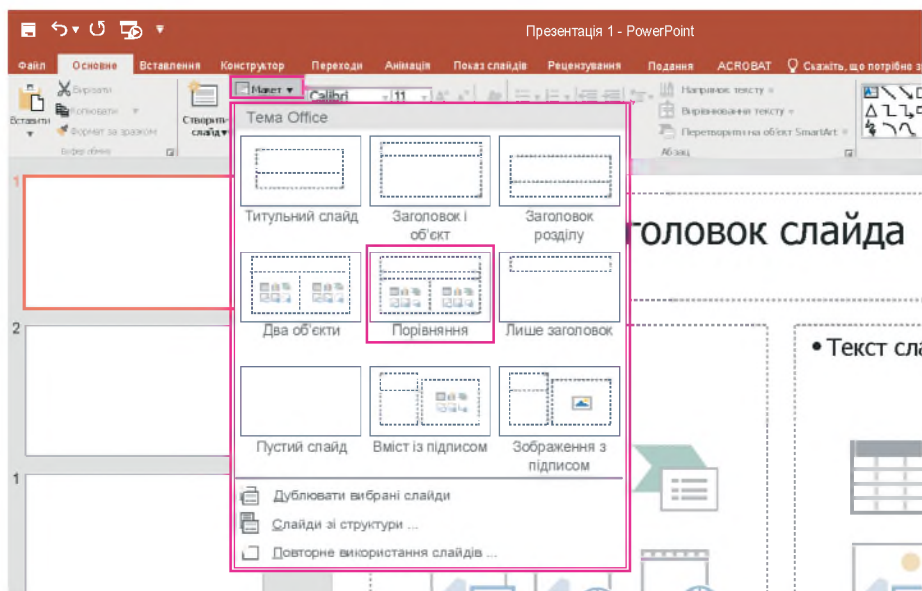 Презентація 1 - PowerPoint
Файл Основне Вставлення Конструктор Переходи Анімація Показ слайдів Рецензування Подання ACROBAT Скажіть, що потрібно з
Вставити
Вирізати
Копіювати
Формат за зразком
Буфер обміну
Створити
слайд
Макет
Calibri 11
Напрямок тексту
Вирівнювання тексту
Перетворити на об'єкт SmartArt
Абзац
Тема Office
Титульний слайд
Заголовок і
об'єкт
Заголовок
розділу
Два об'єкти
Порівняння
Лише заголовок
Пустий слайд
Вміст із підписом
Зображення з
підписом
Дублювати вибрані слайди
Слайди зі структури ...
Повторне використання слайдів ...
1
2
1
головок слайда
• Текст сла